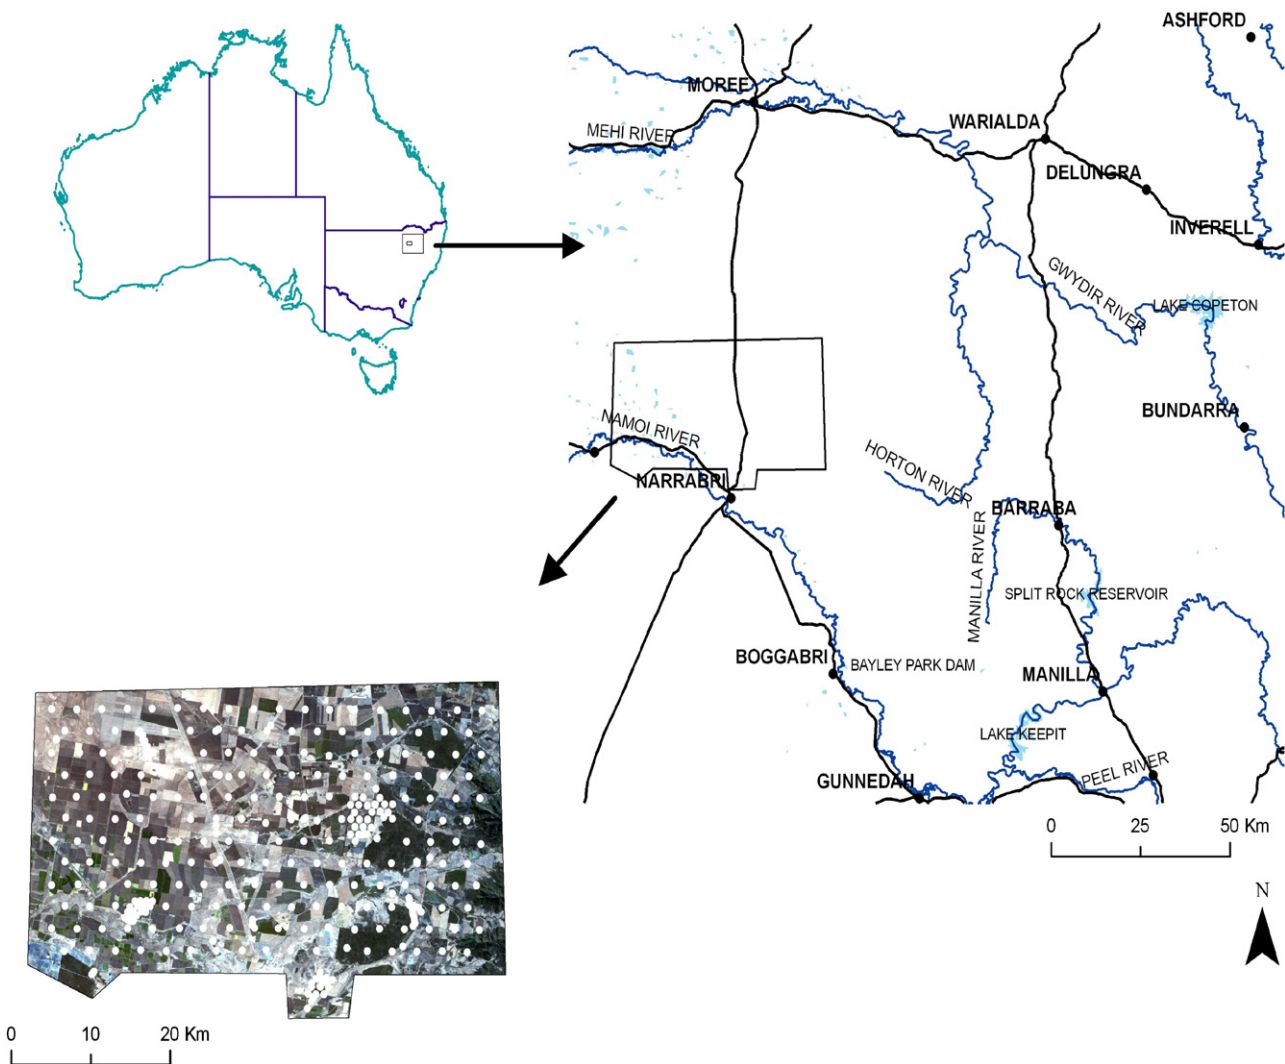 ASHFORD
MOREE
MEHI RIVER
WARIALDA
DELUNGRA
INVERELL
GWYDIR RIVER
LAKE COPETON
BUNDARRA
NAMOI RIVER
NARRABRI
HORTON RIVER
BARRABA
MANILLA RIVER
SPLIT ROCK RESERVOIR
BOGGABRI
BAYLEY PARK DAM
MANILLA
LAKE KEEPIT
PEEL RIVER
GUNNEDAH
0 25 50 Km
N
0 10 20 Km